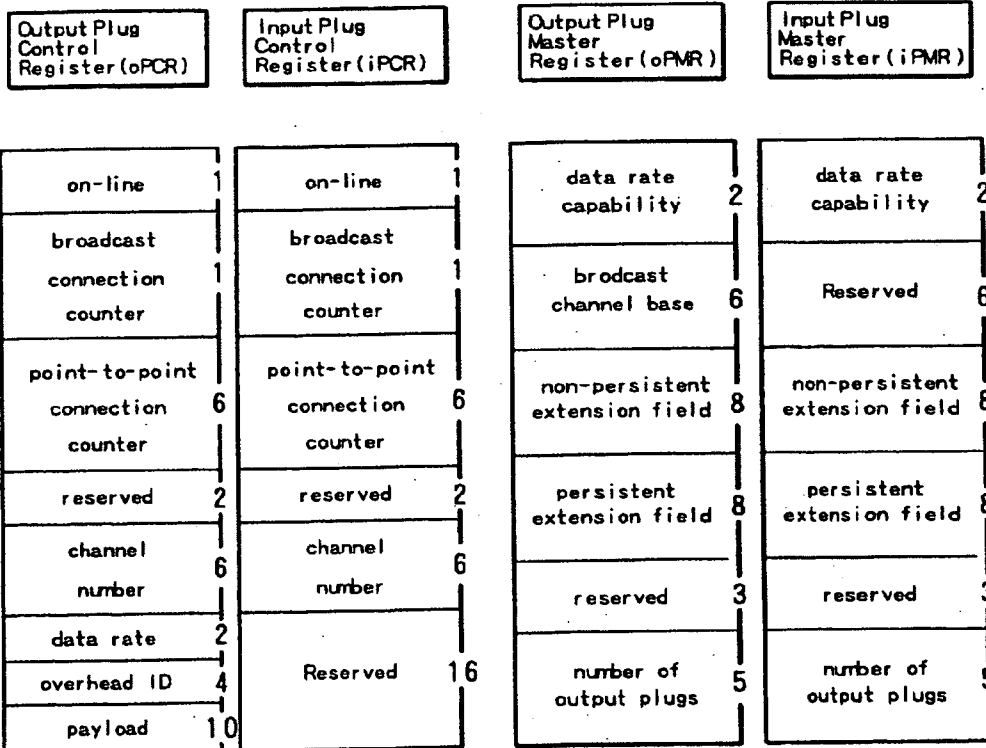 Output Plug
Control
Register(oPCR)
Input Plug
Control
Register(iPCR)
Output Plug
Master
Register(oPMR)
Input Plug
Master
Register(iPMR)
on-line 1
broadcast
connection 1
counter
point-to-point
connection 6
counter
reserved 2
channel
number 6
data rate 2
overhead ID 4
payload 10
on-line 1
broadcast
connection 1
counter
point-to-point
connection 6
counter
reserved 2
channel
number 6
Reserved 16
data rate
capability 2
brodcast
channel base 6
non-persistent
extension field 8
persistent
extension field 8
reserved 3
number of
output plugs 5
data rate
capability 2
Reserved 6
non-persistent
extension field 8
persistent
extension field 8
reserved 3
number of
output plugs 5